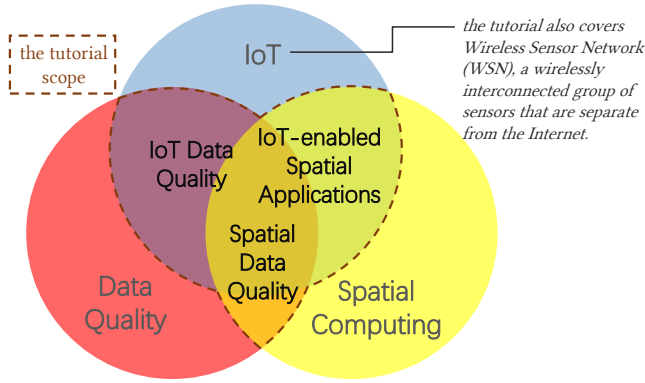 the tutorial
scope
IoT
the tutorial also covers
Wireless Sensor Network
(WSN), a wirelessly
interconnected group of
sensors that are separate
from the Internet.
IoT Data
Quality
IoT-enabled
Spatial
Applications
Spatial
Data
Quality
Data
Quality
Spatial
Computing